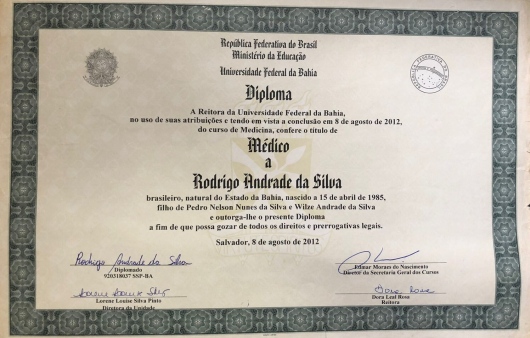 República Federativa do Brasil
Ministério da Educação
Universidade Federal da Bahia
Diploma
A Reitora da Universidade Federal da Bahia,
no uso de suas atribuições e tendo em vista a conclusão em 8 de agosto de 2012,
do curso de Medicina, confere o título de
Médico
a
Rodrigo Andrade da Silva
brasileiro, natural do Estado da Bahia, nascido a 15 de abril de 1985,
filho de Pedro Nelson Nunes da Silva e Wilze Andrade da Silva
e outorga-lhe o presente Diploma
a fim de que possa gozar de todos os direitos e prerrogativas legais.
Salvador, 8 de agosto de 2012
Rodrigo Andrade da Silva
Diplomado
920318037 SSP-BA
Edmar Moraes do Nascimento
Diretor da Secretaria Geral dos Cursos
Lorene Louise Silva Pinto
Diretora da Unidade
Dora Rosa
Dora Leal Rosa
Reitora